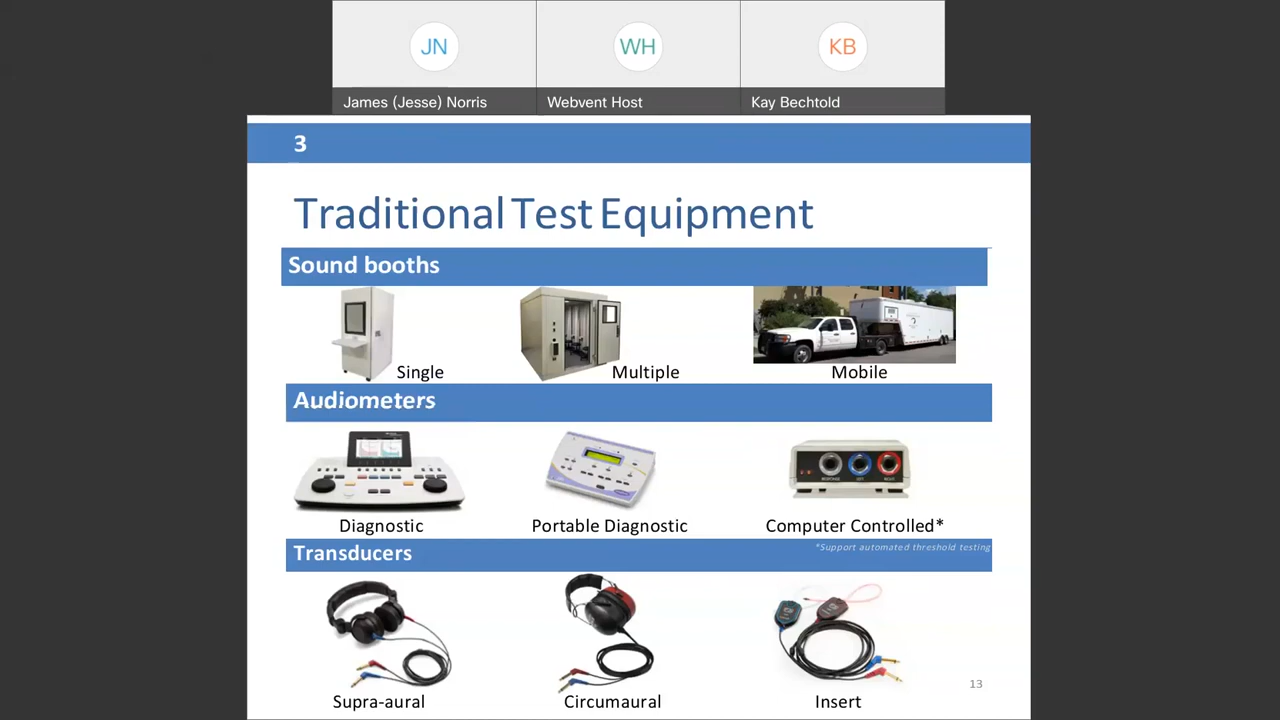 JN
WH
KB
James (Jesse) Norris
Webvent Host
Kay Bechtold
3
Traditional Test Equipment
Sound booths
Single
Multiple
Mobile
Audiometers
Diagnostic
Portable Diagnostic
Computer Controlled*
Transducers
*Support automated threshold testing
Supra-aural
Circumaural
Insert
13